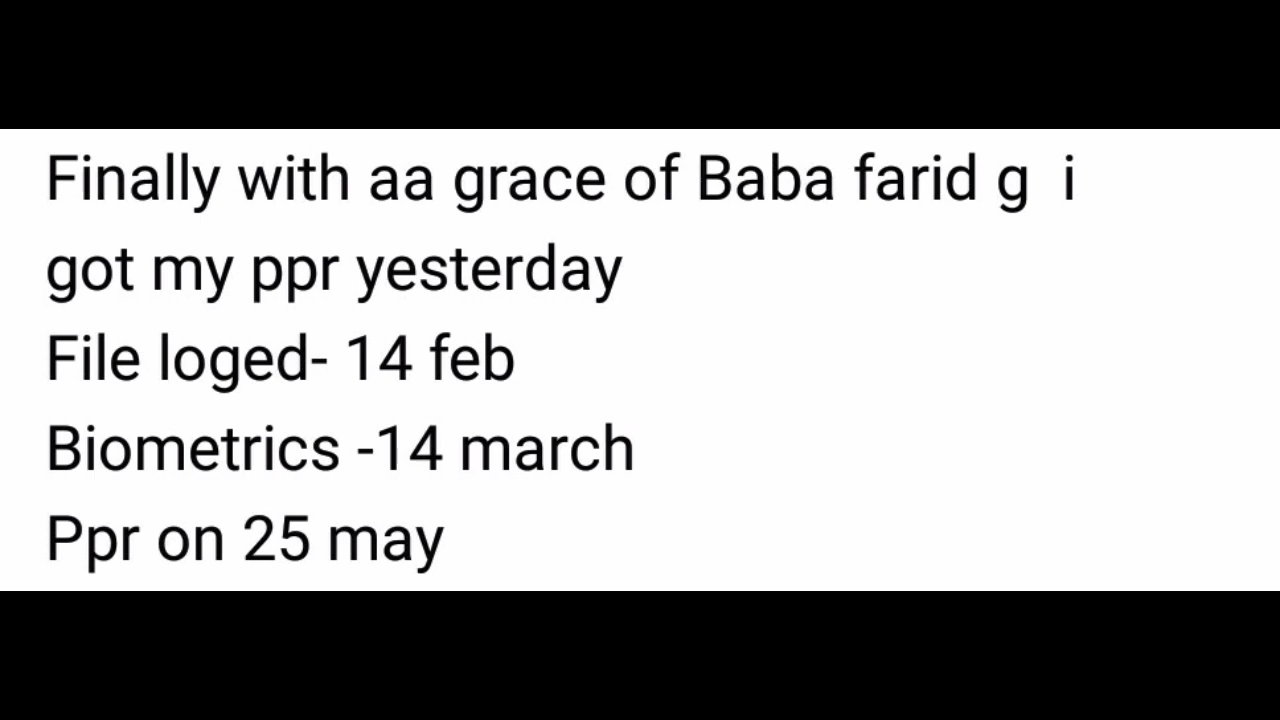 Finally with aa grace of Baba farid g  i
got my ppr yesterday
File loged- 14 feb
Biometrics -14 march
Ppr on 25 may